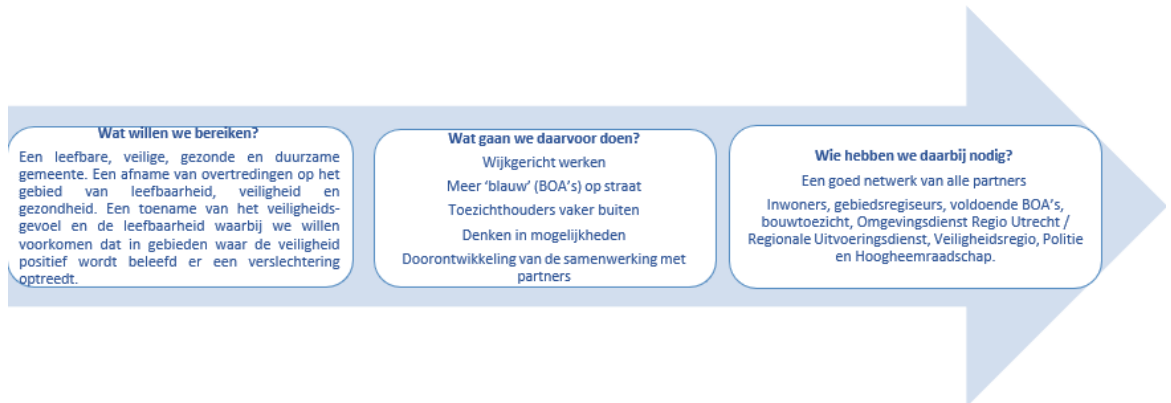 Wat willen we bereiken?
Een leefbare, veilige, gezonde en duurzame
gemeente. Een afname van overtredingen op het
gebied van leefbaarheid, veiligheid en
gezondheid. Een toename van het veiligheids-
gevoel en de leefbaarheid waarbij we willen
voorkomen dat in gebieden waar de veiligheid
positief wordt beleefd er een verslechtering
optreedt.
Wat gaan we daarvoor doen?
Wijkgericht werken
Meer ‘blauw’ (BOA’s) op straat
Toezichthouders vaker buiten
Denken in mogelijkheden
Doorontwikkeling van de samenwerking met
partners
Wie hebben we daarbij nodig?
Een goed netwerk van alle partners
Inwoners, gebiedsregiseurs, voldoende BOA’s,
bouwtoezicht, Omgevingsdienst Regio Utrecht /
Regionale Uitvoeringsdienst, Veiligheidsregio, Politie
en Hoogheemraadschap.